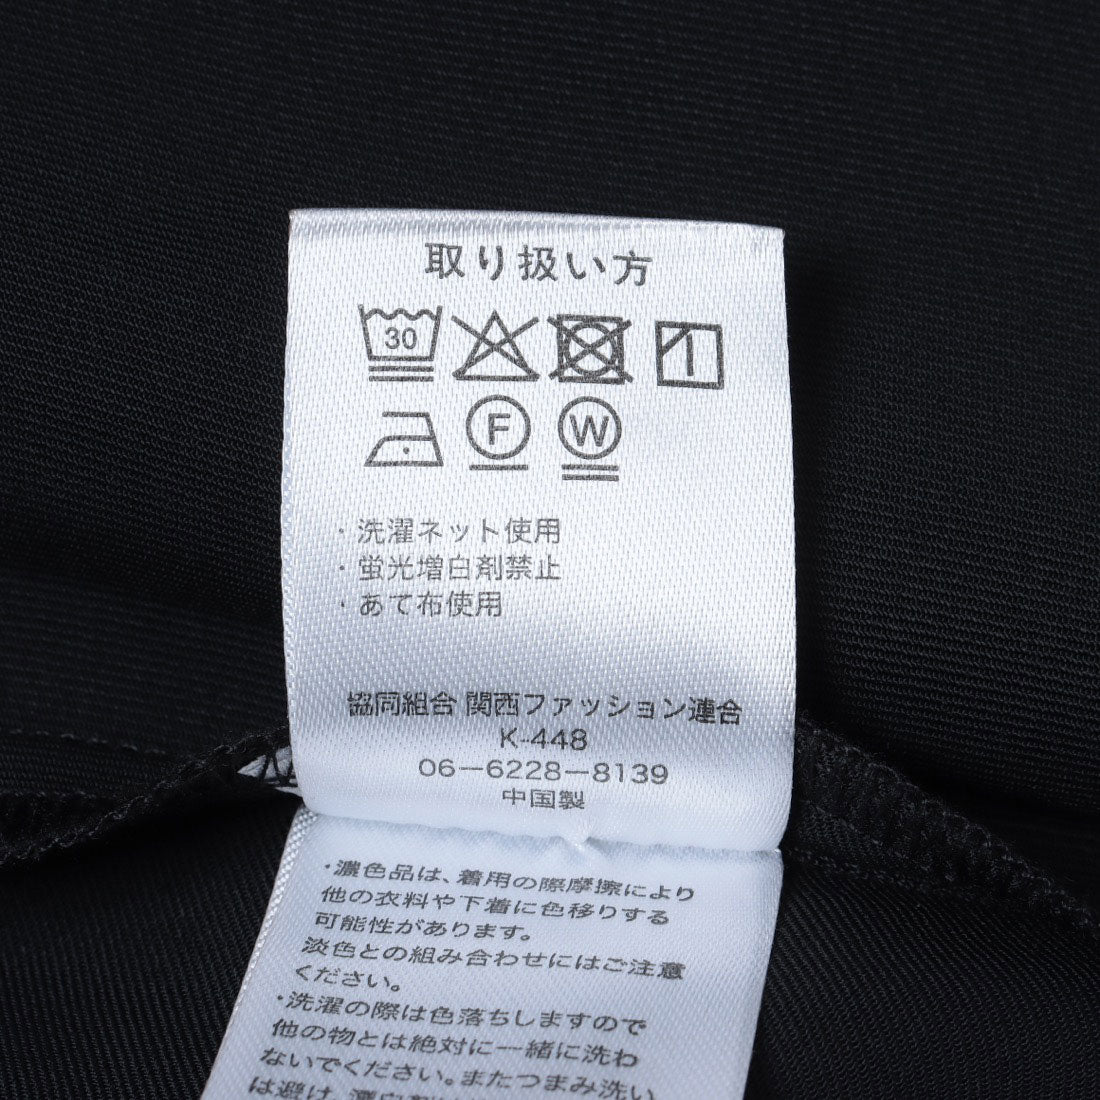 取り扱い方
30
F W
・洗濯ネット使用
・蛍光増白剤禁止
・あて布使用
協同組合 関西ファッション連合
K-448
06-6228-8139
中国製
・濃色品は、着用の際摩擦により
他の衣料や下着に色移りする
可能性があります。
淡色との組み合わせにはご注意
ください。
・洗濯の際は色落ちしますので
他の物とは絶対に一緒に洗わ
ないでください。またつまみ洗い
は避け、漂白剤